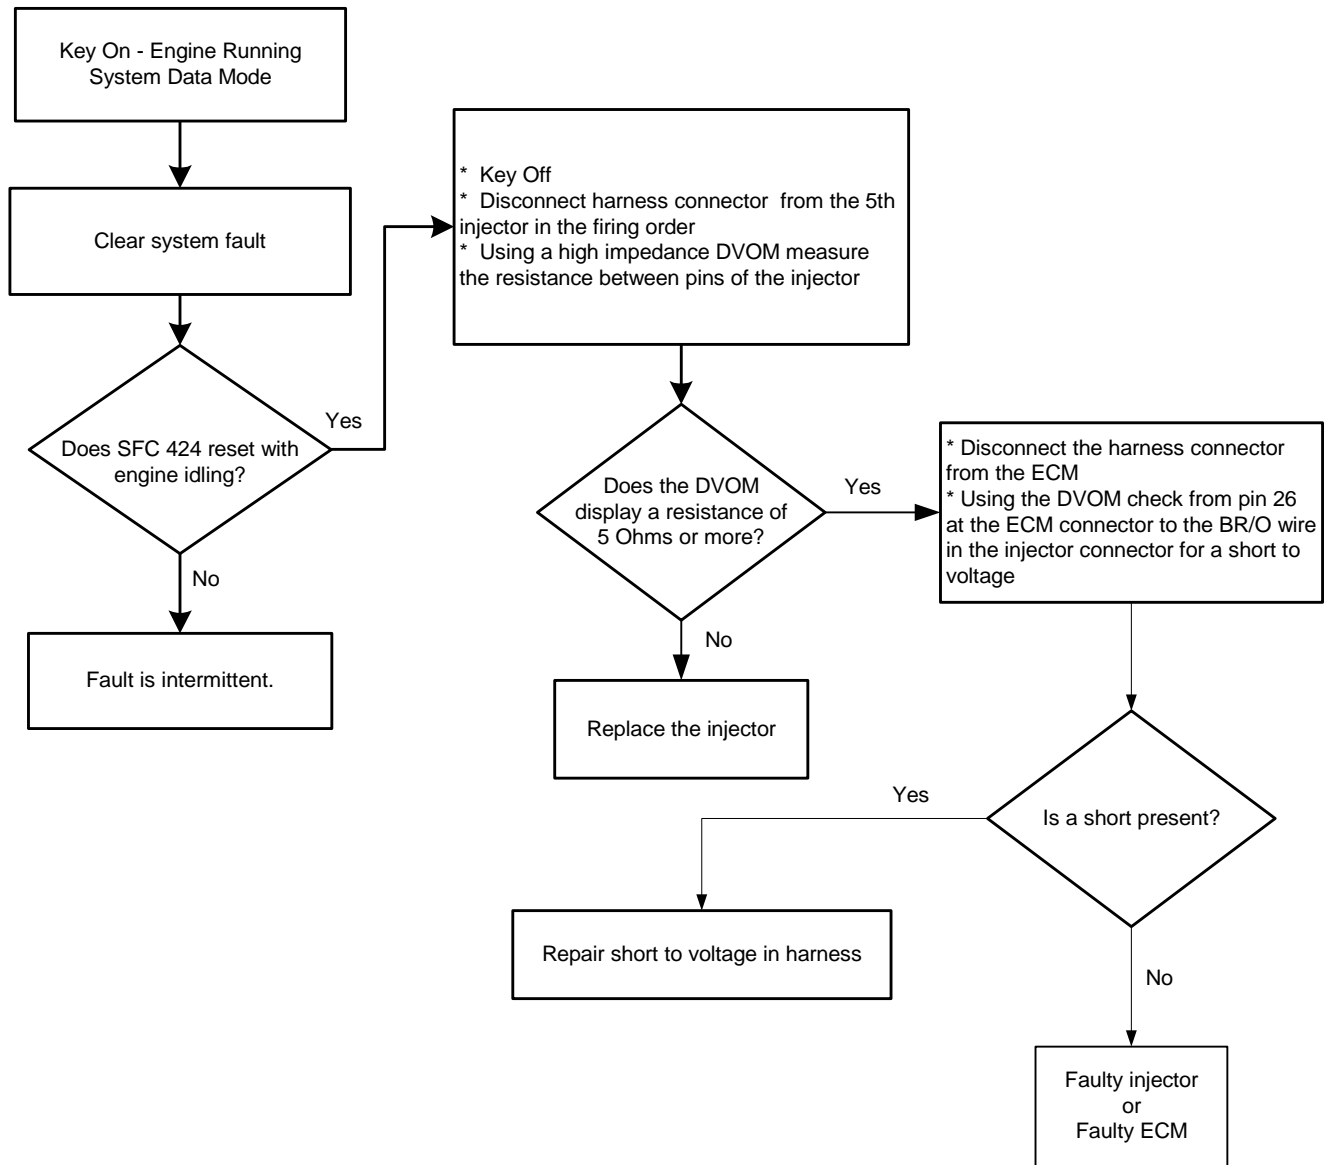 Key On - Engine Running
System Data Mode
Clear system fault
Does SFC 424 reset with
engine idling?
Yes
No
Fault is intermittent.
* Key Off
* Disconnect harness connector from the 5th
injector in the firing order
* Using a high impedance DVOM measure
the resistance between pins of the injector
Does the DVOM
display a resistance of
5 Ohms or more?
Yes
No
Replace the injector
* Disconnect the harness connector
from the ECM
* Using the DVOM check from pin 26
at the ECM connector to the BR/O wire
in the injector connector for a short to
voltage
Is a short present?
Yes
Repair short to voltage in harness
No
Faulty injector
or
Faulty ECM